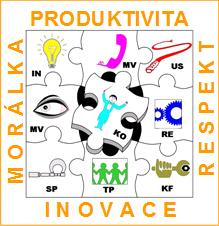 PRODUKTIVITA
MORÁLKA
RESPEKT
IN
MV
US
MV
KO
RE
SP
TP
KF
INOVACE